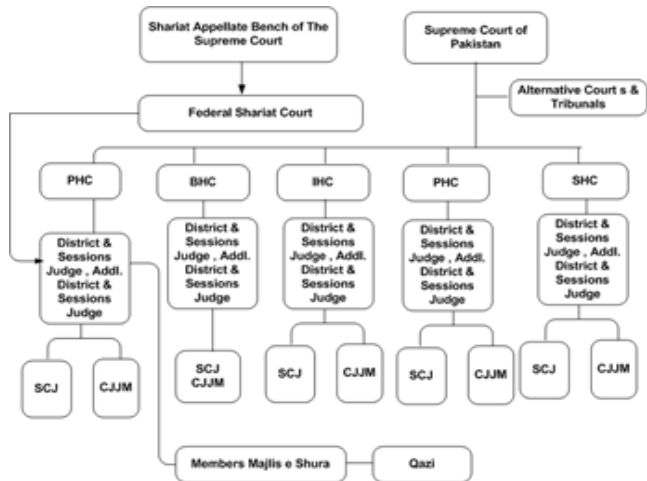 Shariat Appellate Bench of The
Supreme Court
Supreme Court of
Pakistan
Alternative Court s &
Tribunals
Federal Shariat Court
PHC
BHC
IHC
PHC
SHC
District &
Sessions
Judge , Addl.
District &
Sessions
Judge
District &
Sessions
Judge , Addl.
District &
Sessions
Judge
District &
Sessions
Judge , Addl.
District &
Sessions
Judge
District &
Sessions
Judge , Addl.
District &
Sessions
Judge
District &
Sessions
Judge , Addl.
District &
Sessions
Judge
SCJ
CJJM
SCJ
CJJM
SCJ
CJJM
SCJ
CJJM
SCJ
CJJM
Members Majlis e Shura
Qazi